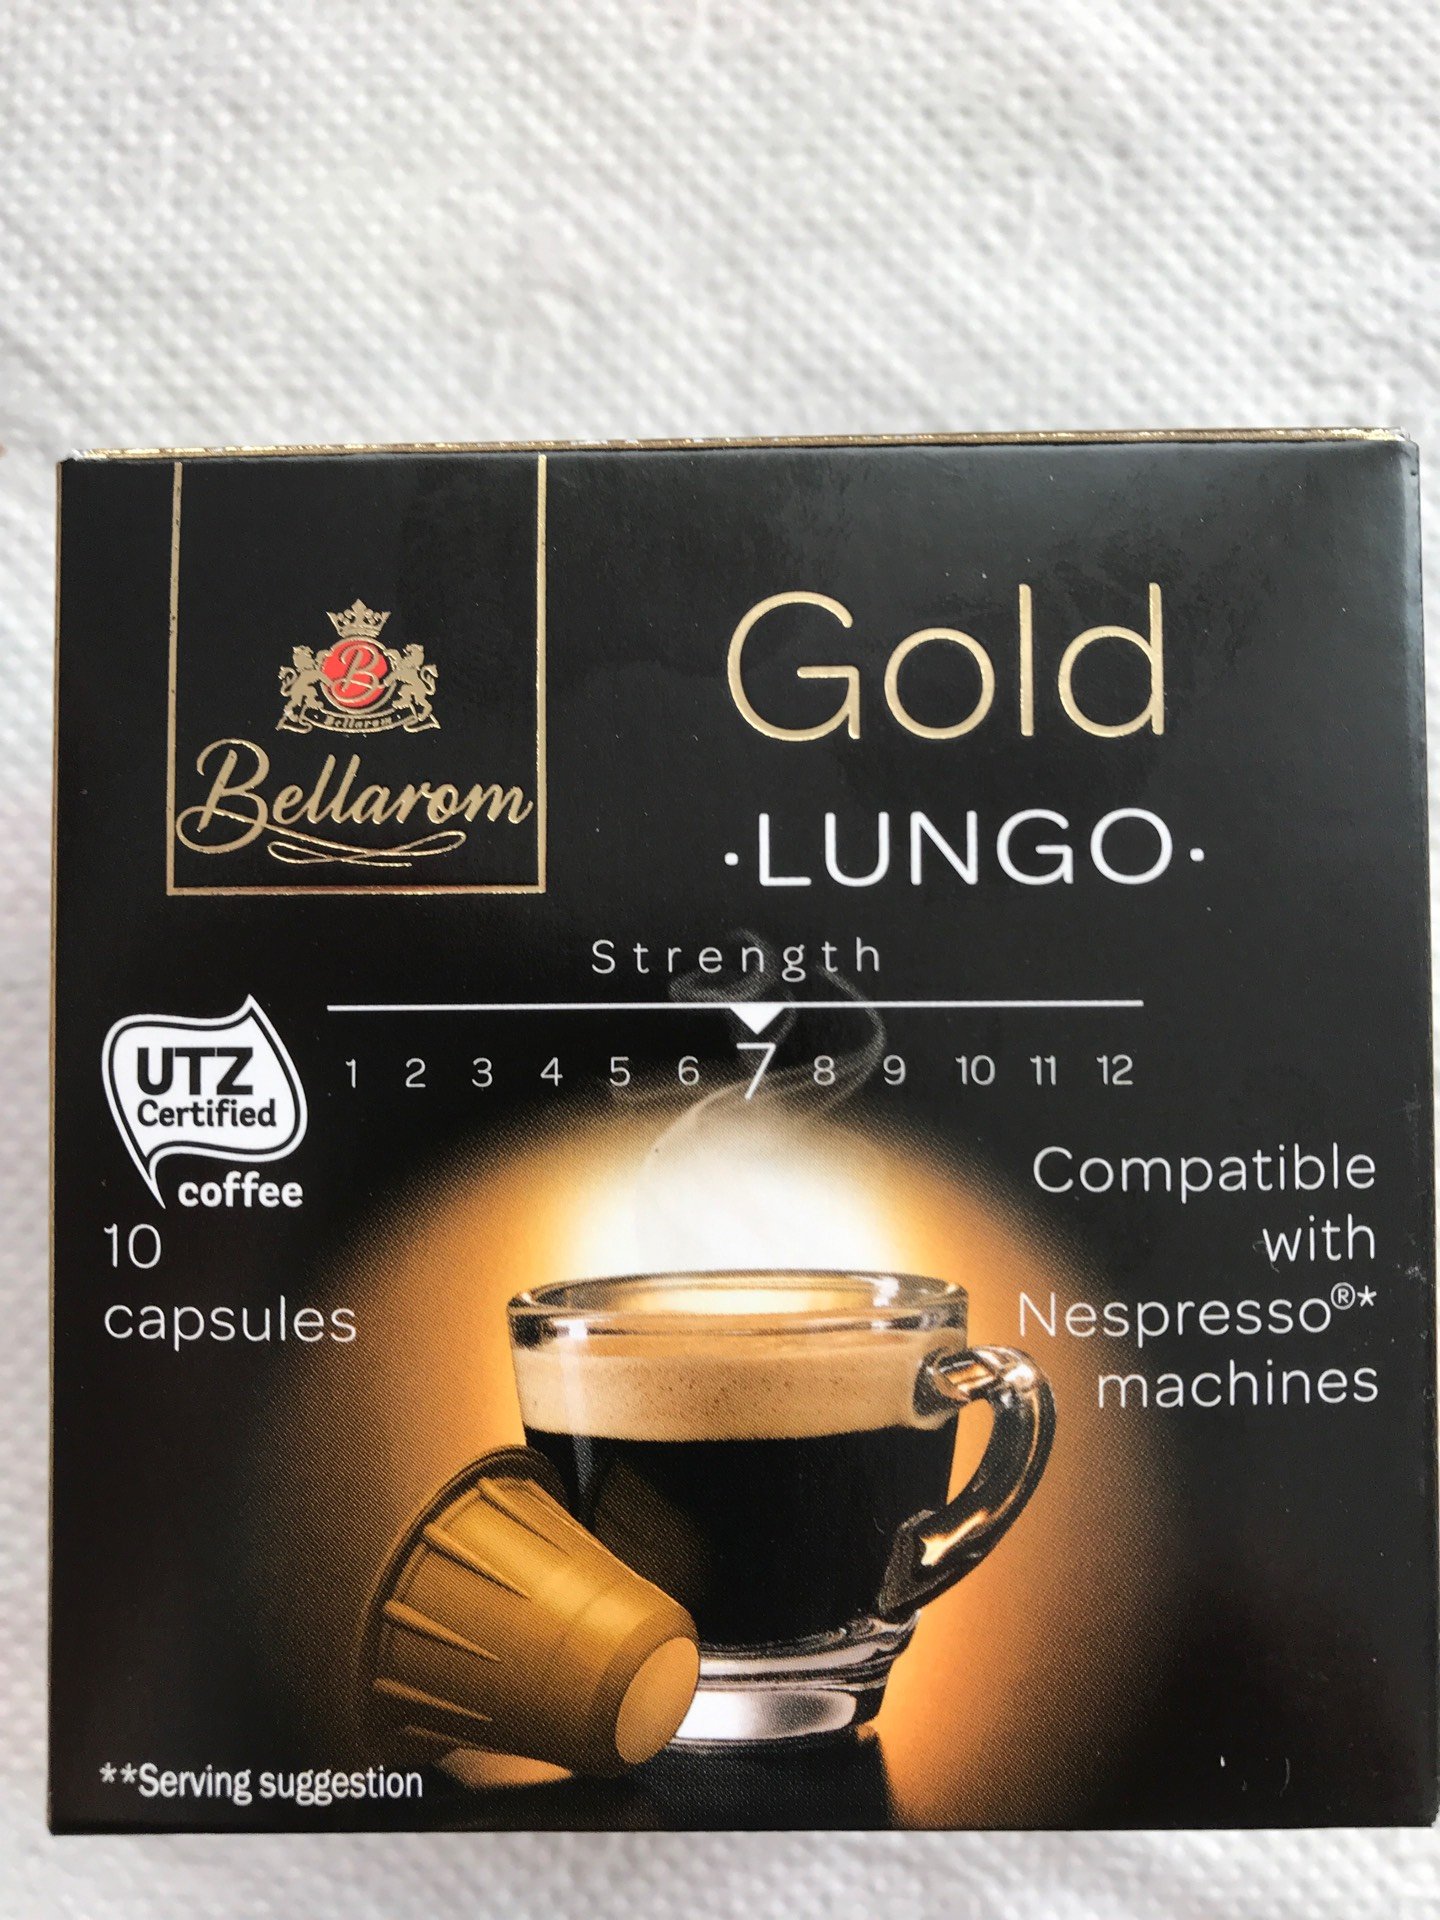 B
Bellarom
Bellarom
Gold
·LUNGO·
Strength
1 2 3 4 5 6 7 8 9 10 11 12
UTZ
Certified
coffee
10
capsules
Compatible
with
Nespresso®*
machines
**Serving suggestion